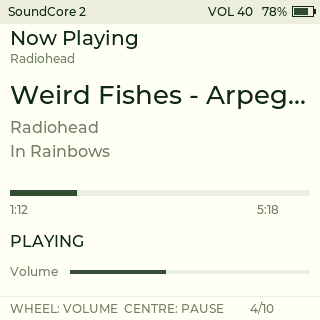 SoundCore 2 VOL 40 78%
Now Playing
Radiohead
Weird Fishes - Arpeg...
Radiohead
In Rainbows
1:12 5:18
PLAYING
Volume
WHEEL: VOLUME CENTRE: PAUSE 4/10